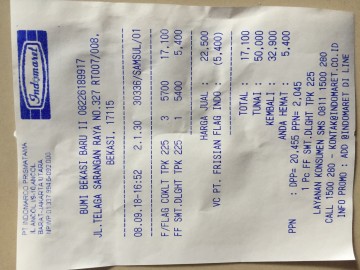 Indomaret
PT INDOMARCO PRISMATAMA
JL.ANCOL I/9-10 ANCOL
BARAT JAKARTA UTARA
NPWP 01.337.994.6-092.000
BUMI BEKASI BARU II 08226189917
JL.TELAGA SARANGAN RAYA NO.327 RT007/008.
BEKASI, 17115
08.09.18-16:52 2.1.30 30336/SAMSUL/01
F/FLAG COKLT TPK 225 3 5700 17,100
FF SWT.DLGHT TPK 225 1 5400 5,400
HARGA JUAL : 22,500
VC PT. FRISIAN FLAG INDO: (5,400)
TOTAL : 17,100
TUNAI : 50,000
KEMBALI : 32,900
ANDA HEMAT : 5,400
PPN : DPP= 20,455 PPN= 2,045
1 Pc FF SWT.DLGHT TPK 225
LAYANAN KONSUMEN SMS 0811 1500 280
CALL 1500 280 - KONTAK@INDOMARET.CO.ID
INFO PROMO : ADD @INDOMARET DI LINE